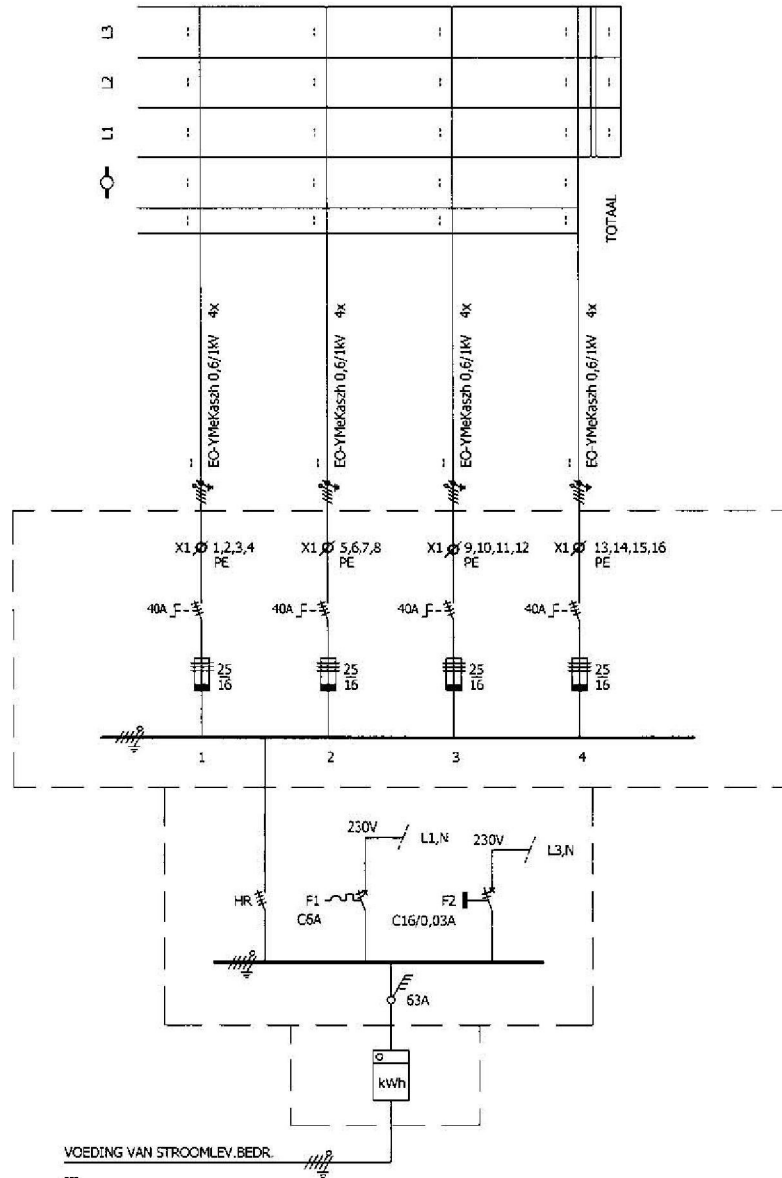 L3
L2
L1
TOTAAL
EO-YMeKaszh 0,6/1kV 4x
EO-YMeKaszh 0,6/1kV 4x
EO-YMeKaszh 0,6/1kV 4x
EO-YMeKaszh 0,6/1kV 4x
X1 1,2,3,4 X1 5,6,7,8 X1 9,10,11,12 X1 13,14,15,16
PE PE PE PE
40A 40A 40A 40A
25 25 25 25
16 16 16 16
1 2 3 4
230V L1,N 230V L3,N
HR F1 F2
C6A C16/0,03A
63A
kWh
VOEDING VAN STROOMLEV.BEDR.